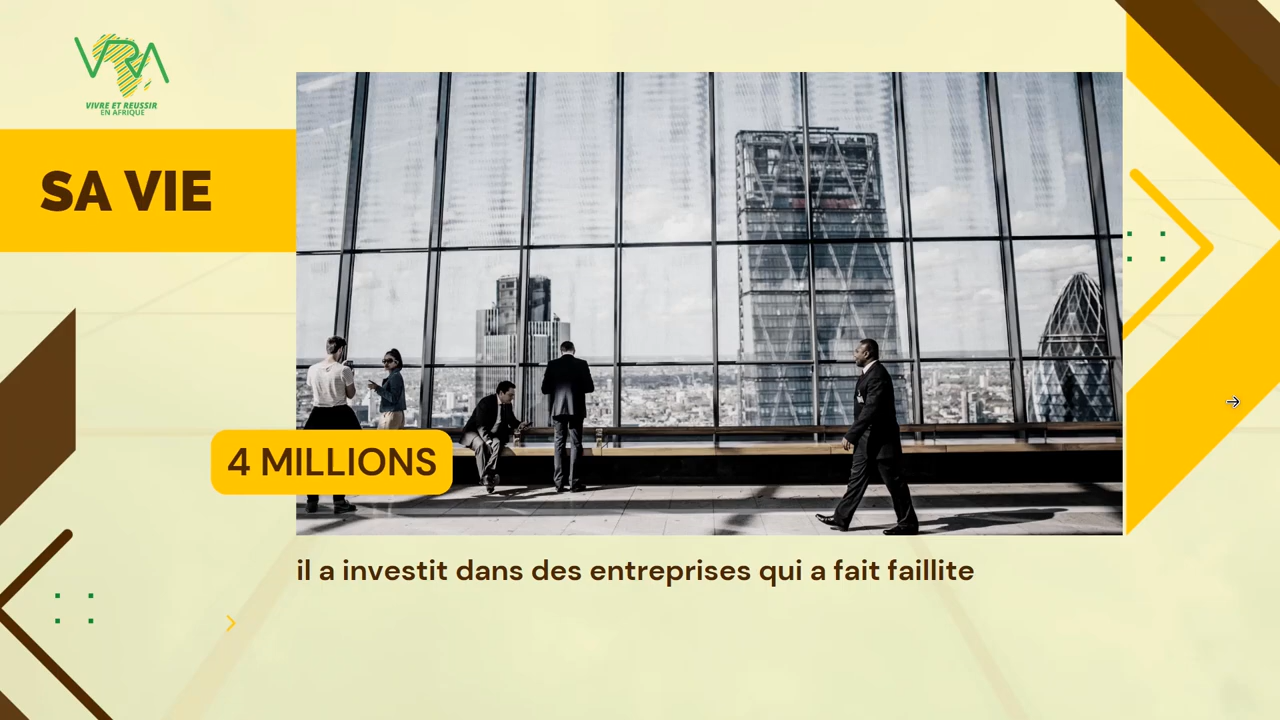 VRA
VIVRE ET REUSSIR
EN AFRIQUE
SA VIE
4 MILLIONS
il a investit dans des entreprises qui a fait faillite